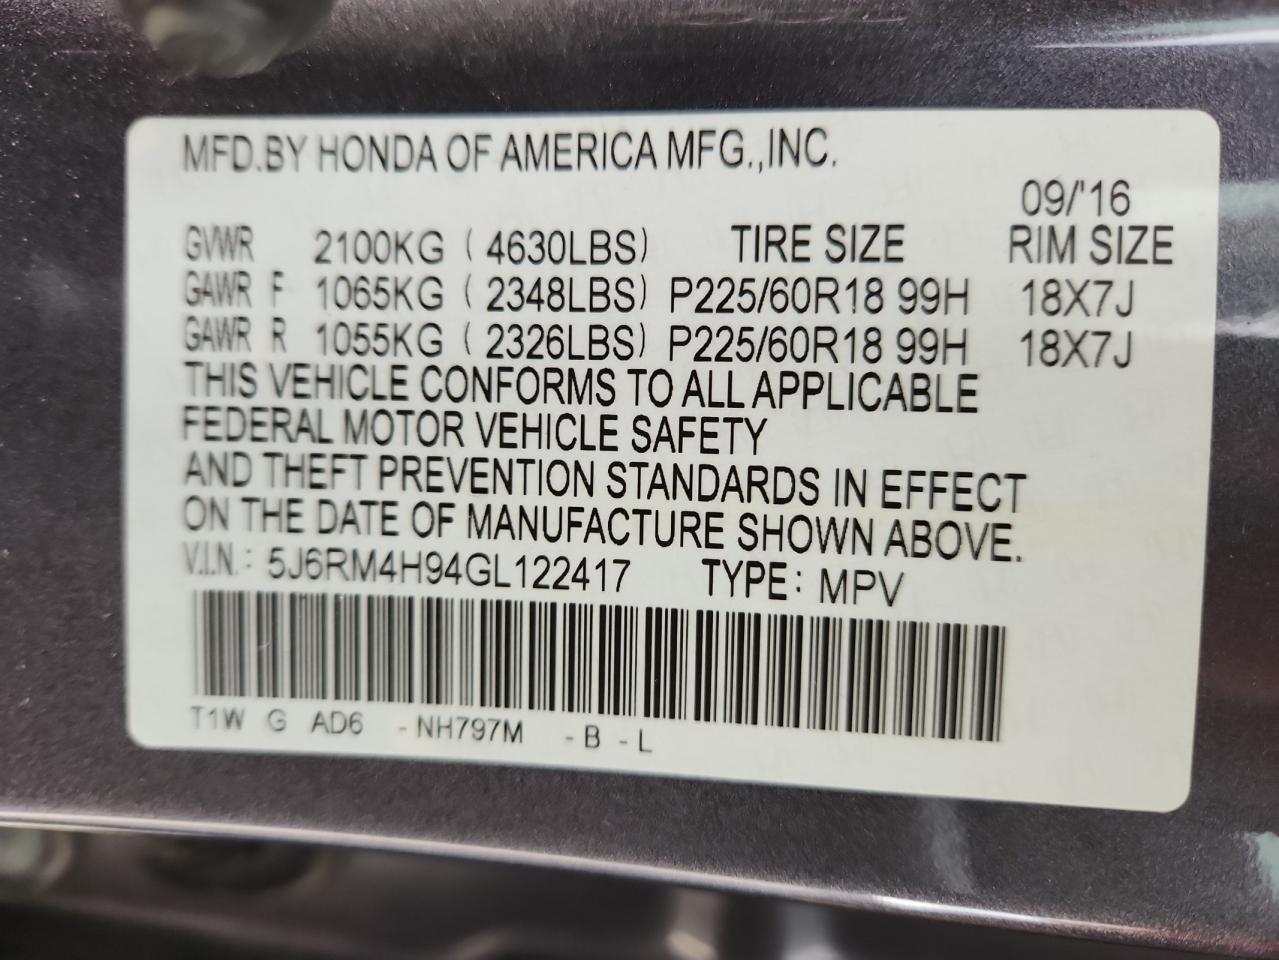 MFD.BY HONDA OF AMERICA MFG.,INC.
09/'16
GVWR 2100KG ( 4630LBS) TIRE SIZE RIM SIZE
GAWR F 1065KG ( 2348LBS) P225/60R18 99H 18X7J
GAWR R 1055KG ( 2326LBS) P225/60R18 99H 18X7J
THIS VEHICLE CONFORMS TO ALL APPLICABLE
FEDERAL MOTOR VEHICLE SAFETY
AND THEFT PREVENTION STANDARDS IN EFFECT
ON THE DATE OF MANUFACTURE SHOWN ABOVE.
V.I.N.: 5J6RM4H94GL122417 TYPE: MPV
T1W G AD6 -NH797M -B -L